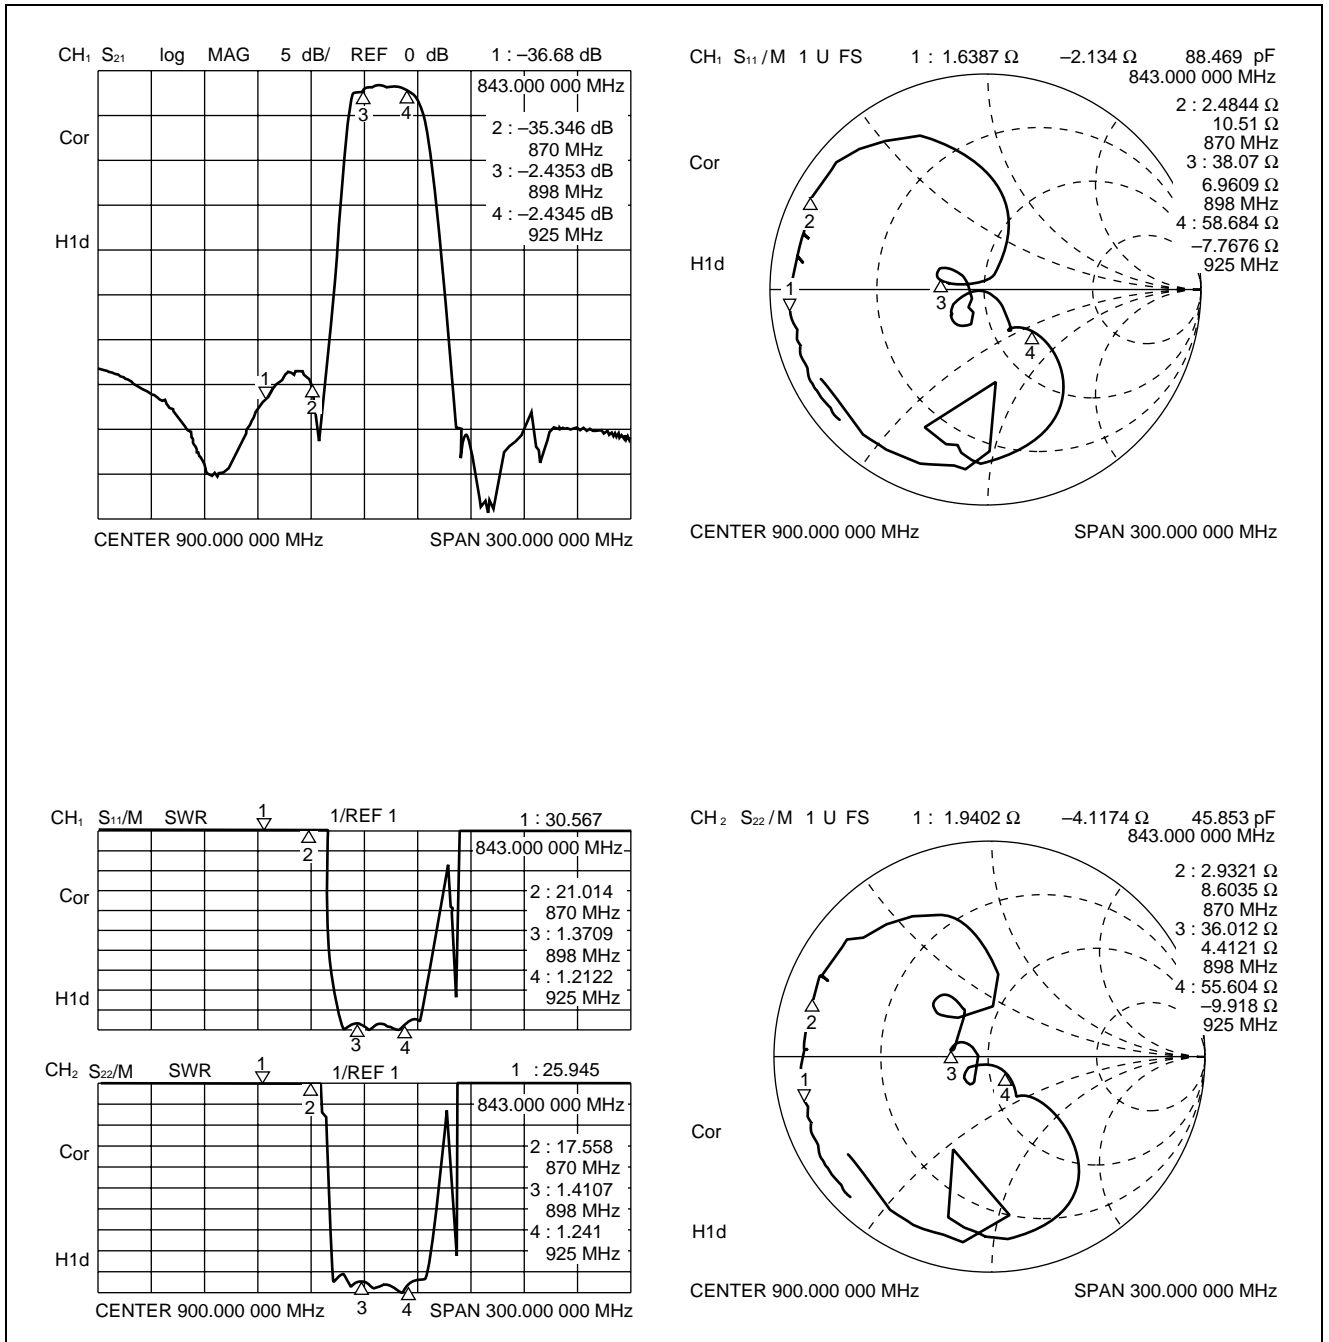 CH₁ S₂₁ log MAG 5 dB/ REF 0 dB 1 : –36.68 dB
843.000 000 MHz
Cor
2 : –35.346 dB
870 MHz
3 : –2.4353 dB
898 MHz
4 : –2.4345 dB
925 MHz
H1d
3
4
1
2
CENTER 900.000 000 MHz SPAN 300.000 000 MHz
CH₁ S₁₁/M 1 U FS 1 : 1.6387 Ω –2.134 Ω 88.469 pF
843.000 000 MHz
2 : 2.4844 Ω
10.51 Ω
870 MHz
Cor
3 : 38.07 Ω
6.9609 Ω
898 MHz
4 : 58.684 Ω
–7.7676 Ω
925 MHz
H1d
2
1
3
4
CENTER 900.000 000 MHz SPAN 300.000 000 MHz
CH₁ S₁₁/M SWR 1 1/REF 1 1 : 30.567
2
843.000 000 MHz
Cor
2 : 21.014
870 MHz
3 : 1.3709
898 MHz
4 : 1.2122
925 MHz
H1d
3
4
CH₂ S₂₂/M SWR 1 1/REF 1 1 : 25.945
2
843.000 000 MHz
Cor
2 : 17.558
870 MHz
3 : 1.4107
898 MHz
4 : 1.241
925 MHz
H1d
3
4
CENTER 900.000 000 MHz SPAN 300.000 000 MHz
CH₂ S₂₂/M 1 U FS 1 : 1.9402 Ω –4.1174 Ω 45.853 pF
843.000 000 MHz
2 : 2.9321 Ω
8.6035 Ω
870 MHz
3 : 36.012 Ω
4.4121 Ω
898 MHz
4 : 55.604 Ω
–9.918 Ω
925 MHz
2
1
3
4
Cor
H1d
CENTER 900.000 000 MHz SPAN 300.000 000 MHz